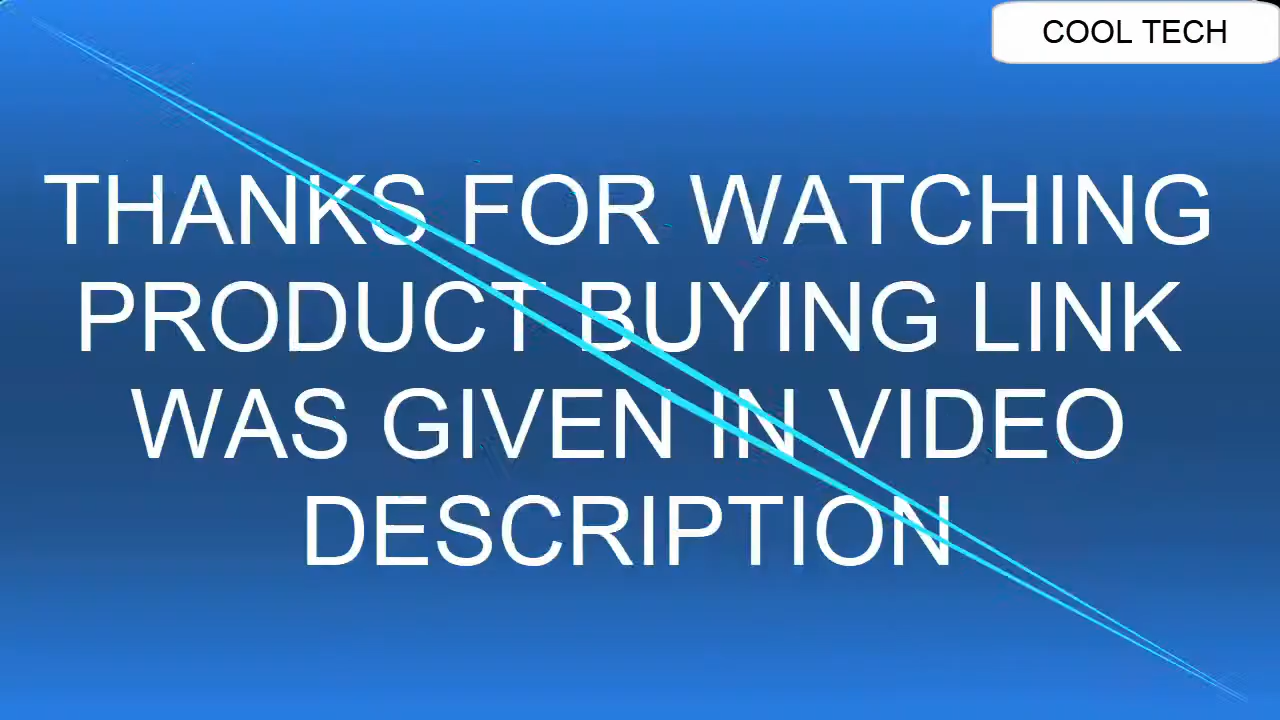 COOL TECH
THANKS FOR WATCHING
PRODUCT BUYING LINK
WAS GIVEN IN VIDEO
DESCRIPTION